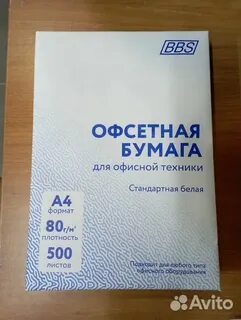 BBS
ОФСЕТНАЯ
БУМАГА
для офисной техники
Стандартная белая
А4
формат
80г/м²
плотность
500
листов
Подходит для любого типа
офисного оборудования
Avito